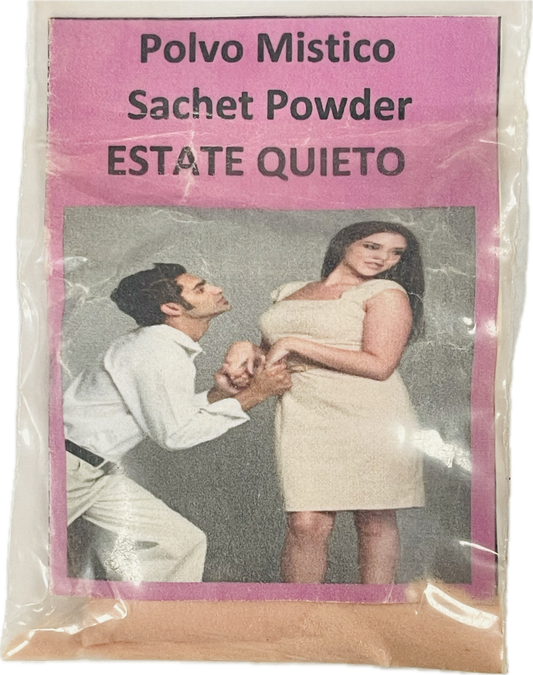 Polvo Mistico
Sachet Powder
ESTATE QUIETO